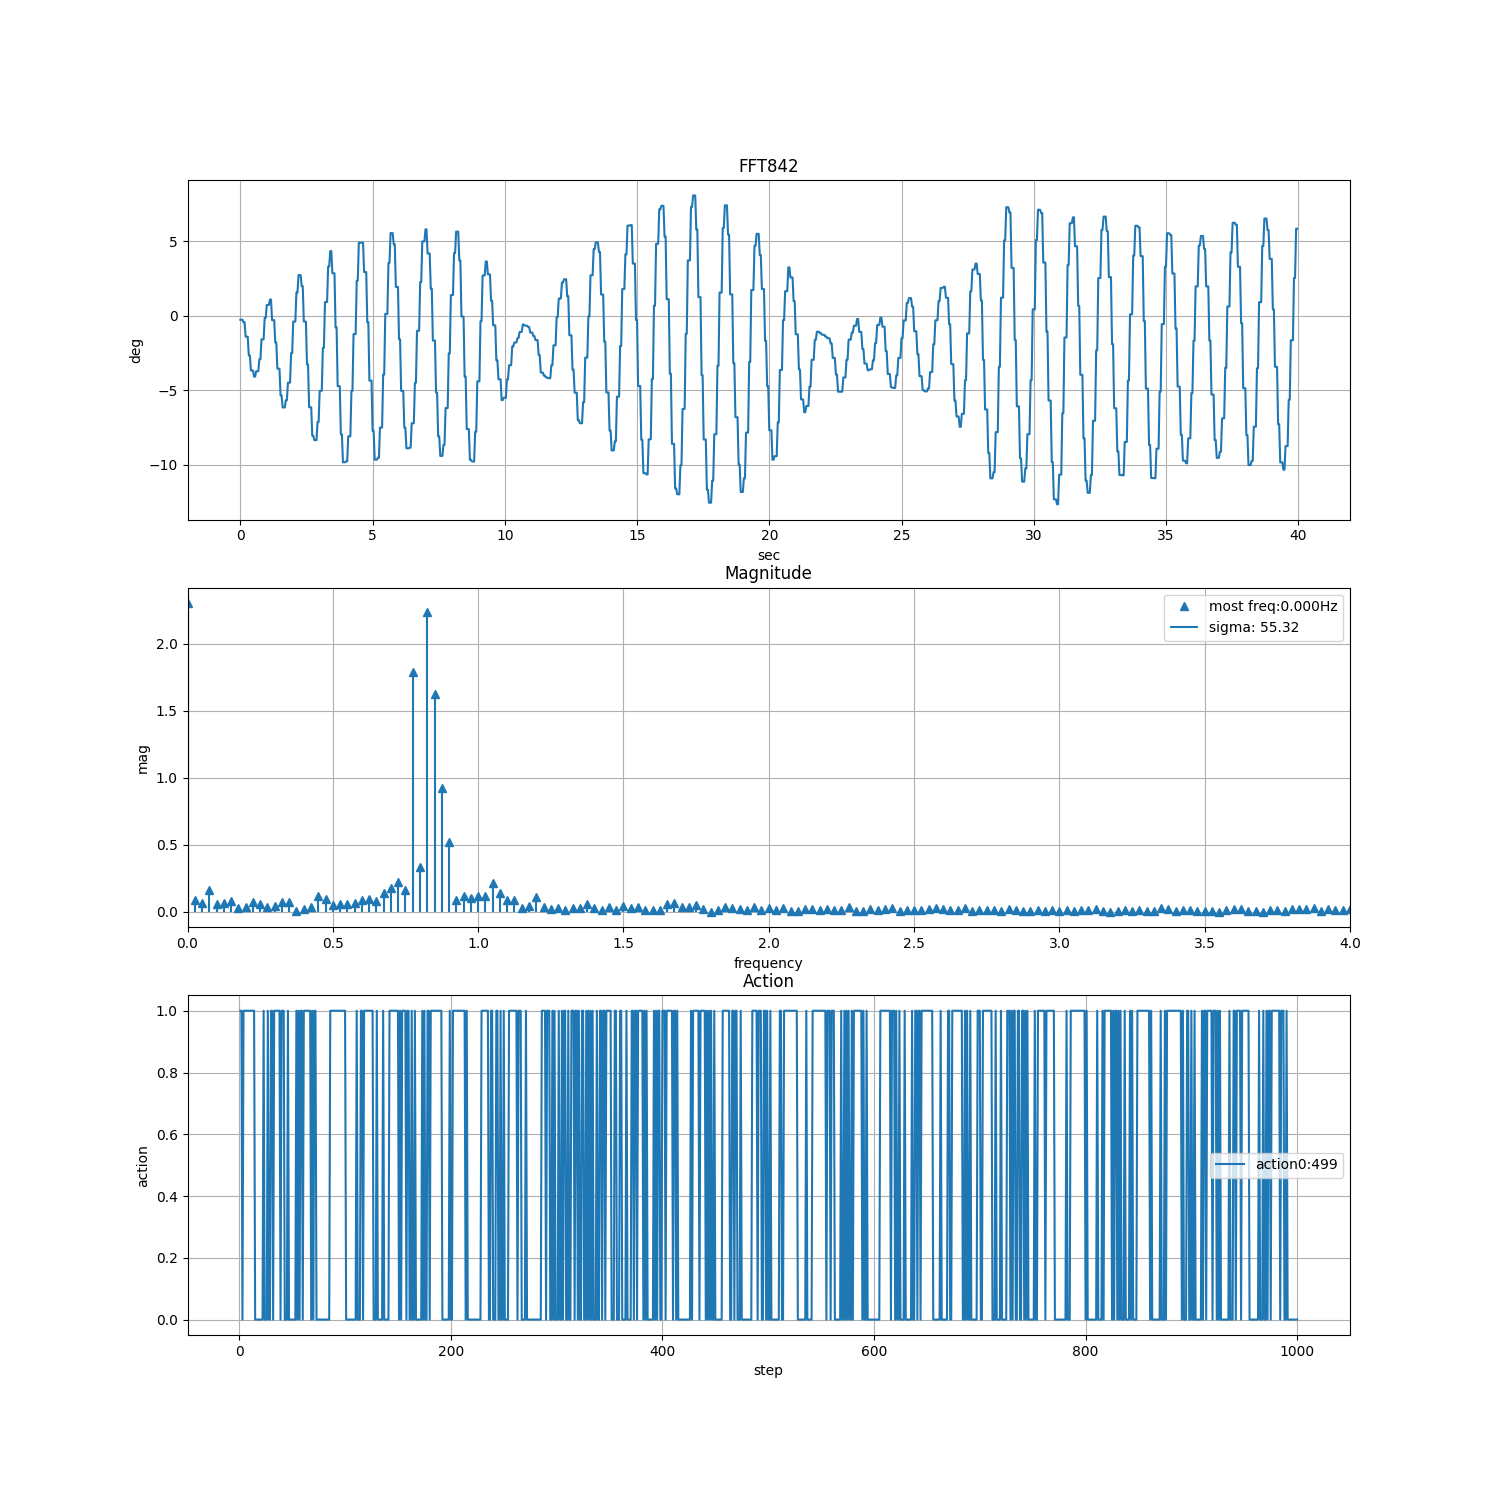 FFT842
5
0
−5
−10
deg
0 5 10 15 20 25 30 35 40
sec
Magnitude
most freq:0.000Hz
sigma: 55.32
2.0
1.5
1.0
0.5
0.0
mag
0.0 0.5 1.0 1.5 2.0 2.5 3.0 3.5 4.0
frequency
Action
1.0
0.8
0.6
0.4
0.2
0.0
action
action0:499
0 200 400 600 800 1000
step